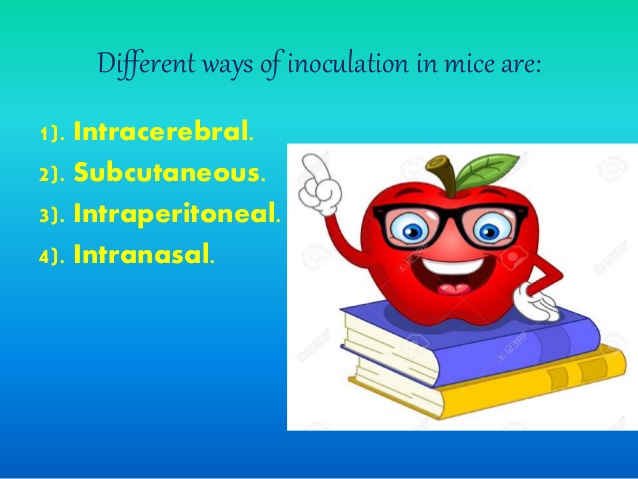 Different ways of inoculation in mice are:
1). Intracerebral.
2). Subcutaneous.
3). Intraperitoneal.
4). Intranasal.